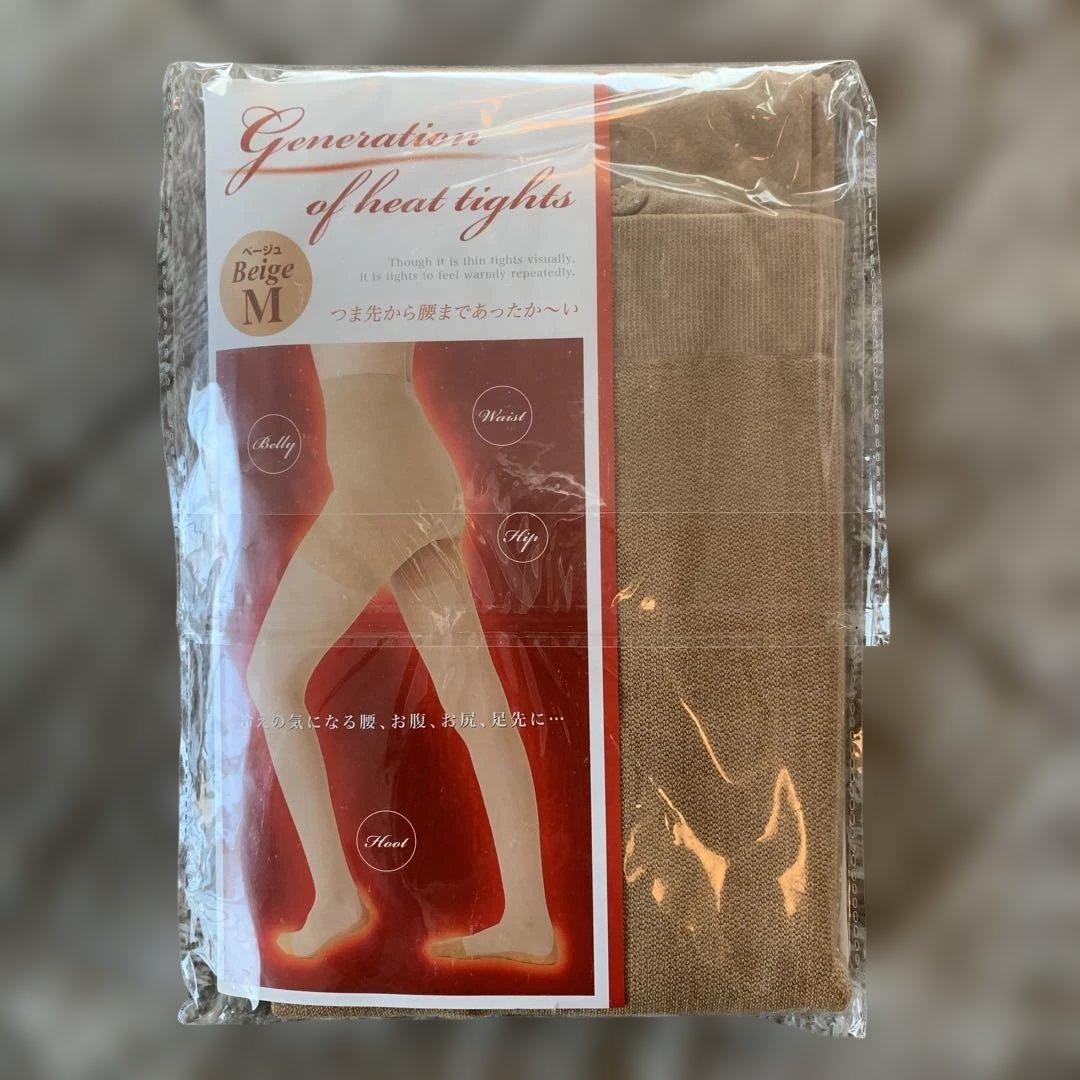 Generation
of heat tights
ベージュ
Beige
M
Though it is thin tights visually,
it is tights to feel warmly repeatedly.
つま先から腰まであったか〜い
Waist
Belly
Hip
冷えの気になる腰、お腹、お尻、足先に…
Hoot